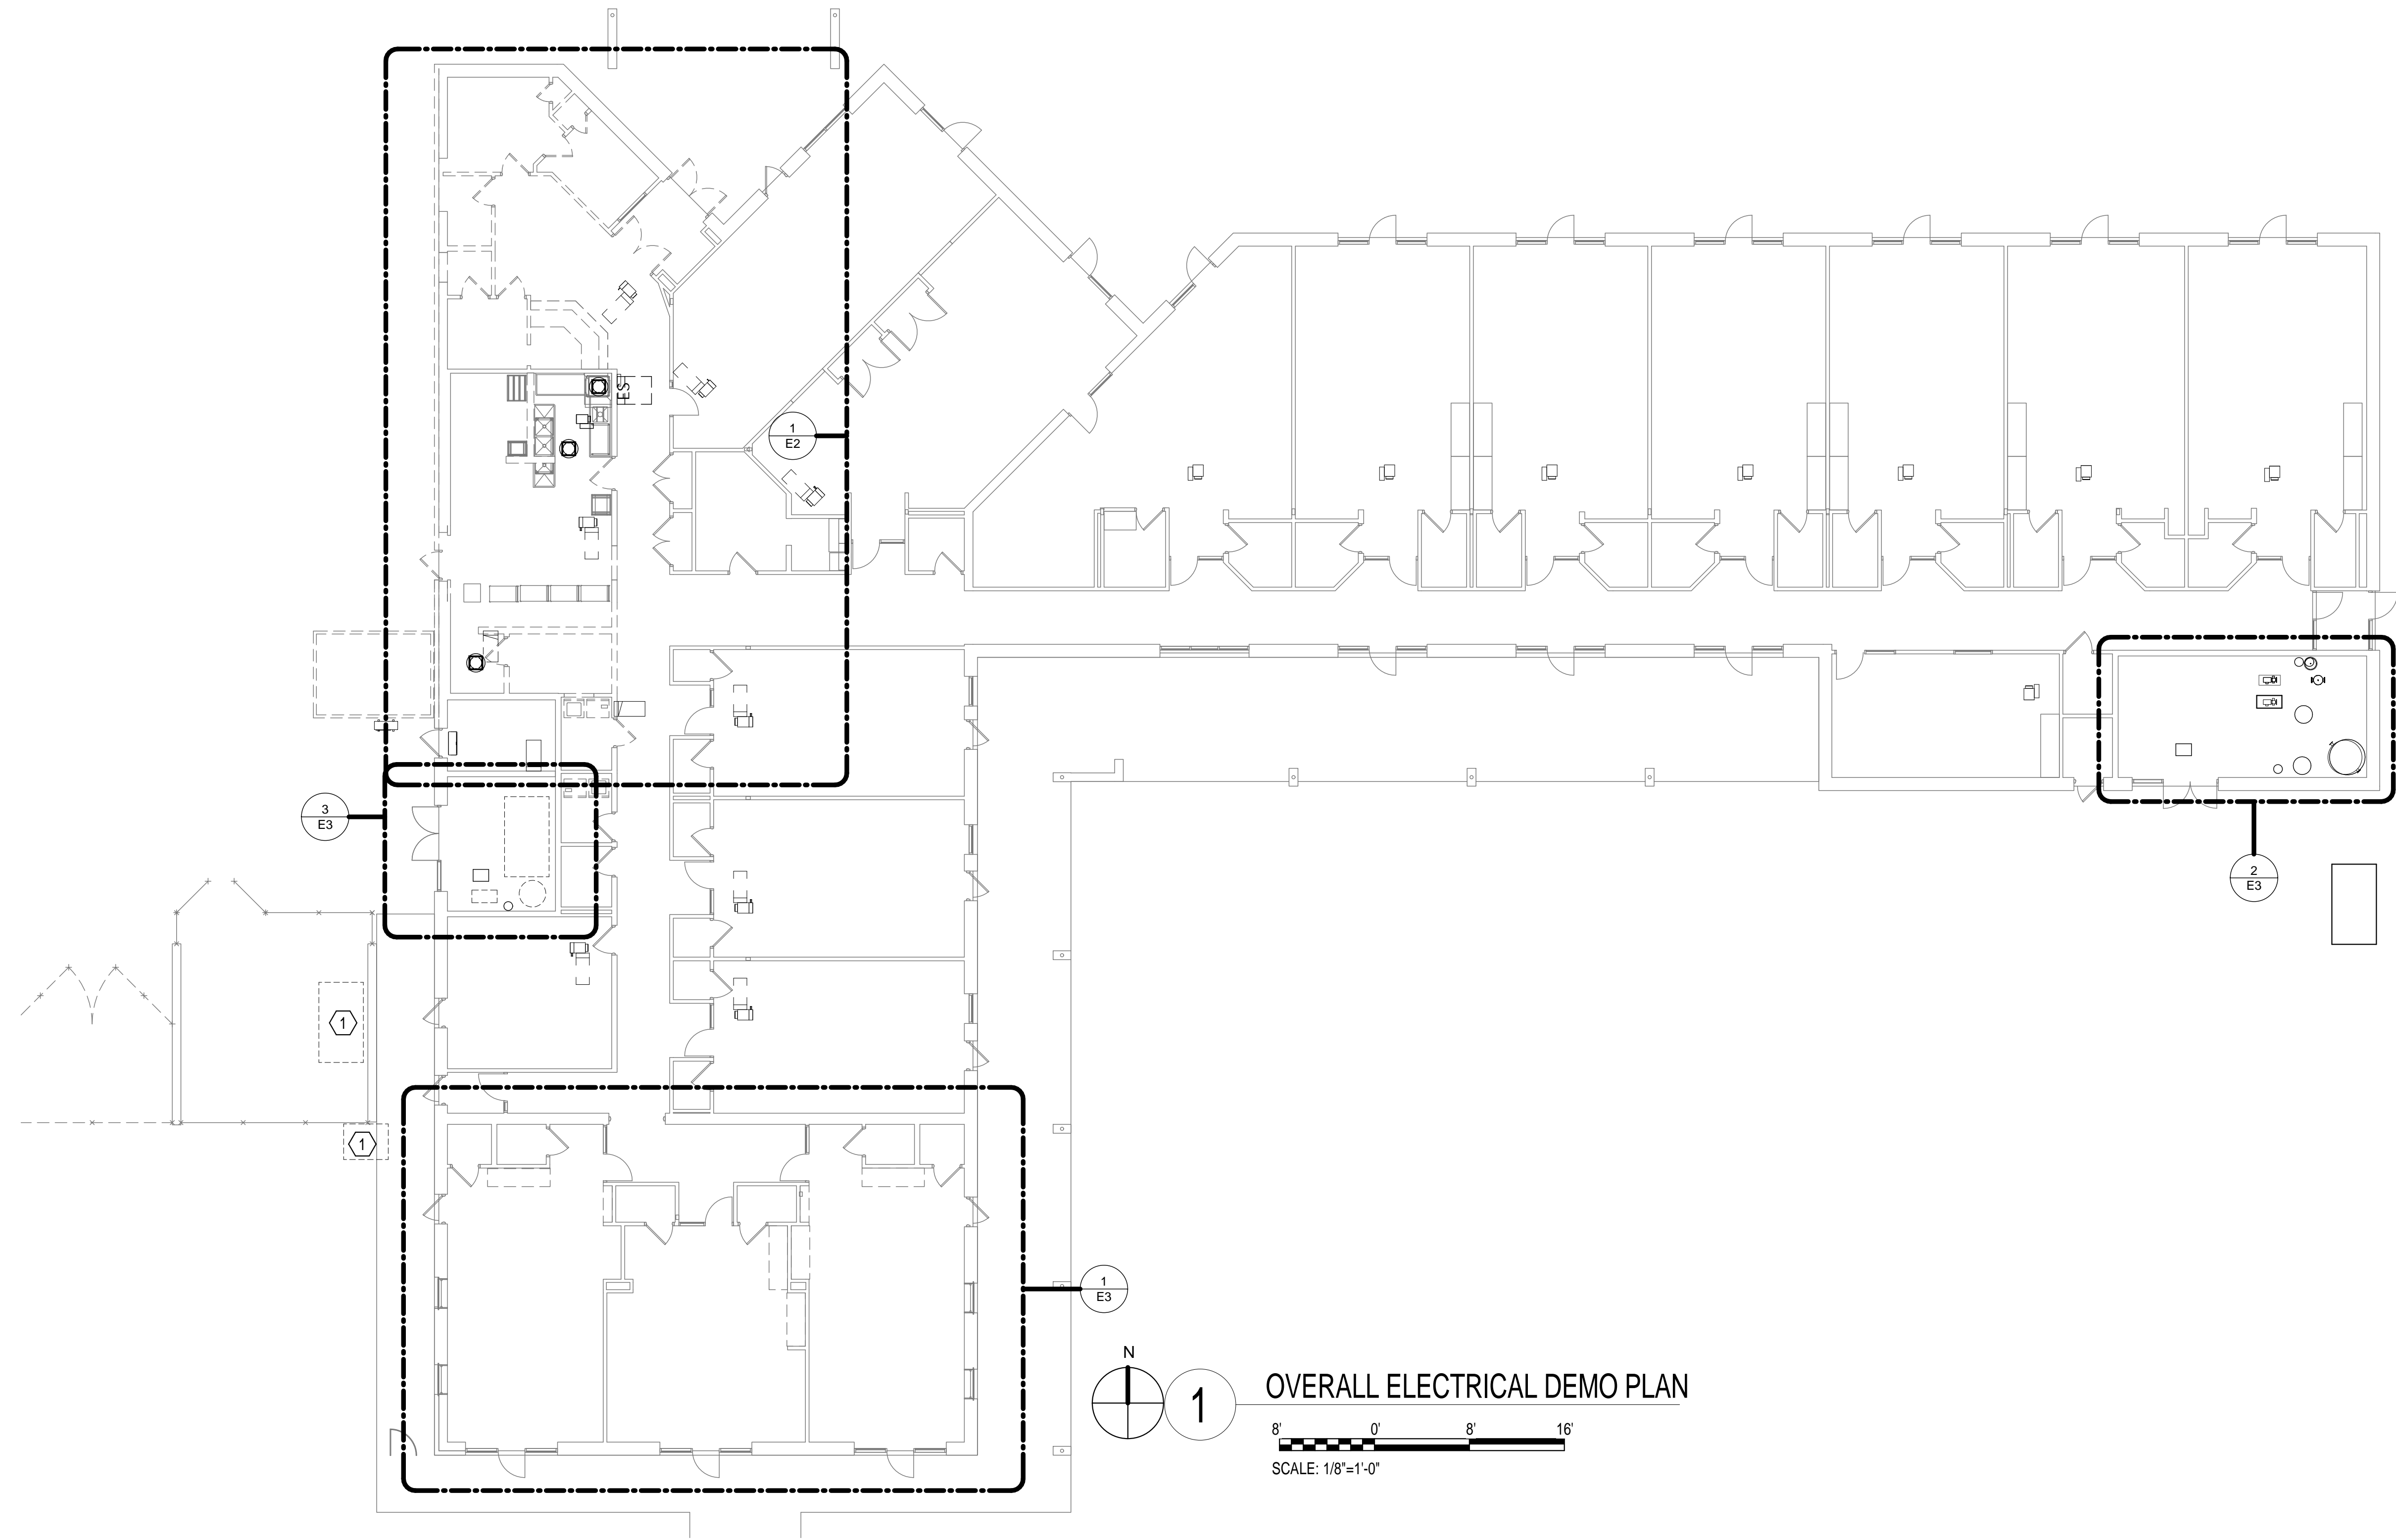 ES
1
E2
3
E3
2
E3
1
1
1
E3
N
1
OVERALL ELECTRICAL DEMO PLAN
8' 0' 8' 16'
SCALE: 1/8"=1'-0"